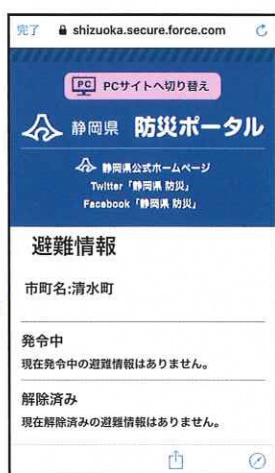 完了 shizuoka.secure.force.com
PC PCサイトへ切り替え
静岡県 防災ポータル
静岡県公式ホームページ
Twitter「静岡県 防災」
Facebook「静岡県 防災」
避難情報
市町名:清水町
発令中
現在発令中の避難情報はありません。
解除済み
現在解除済みの避難情報はありません。